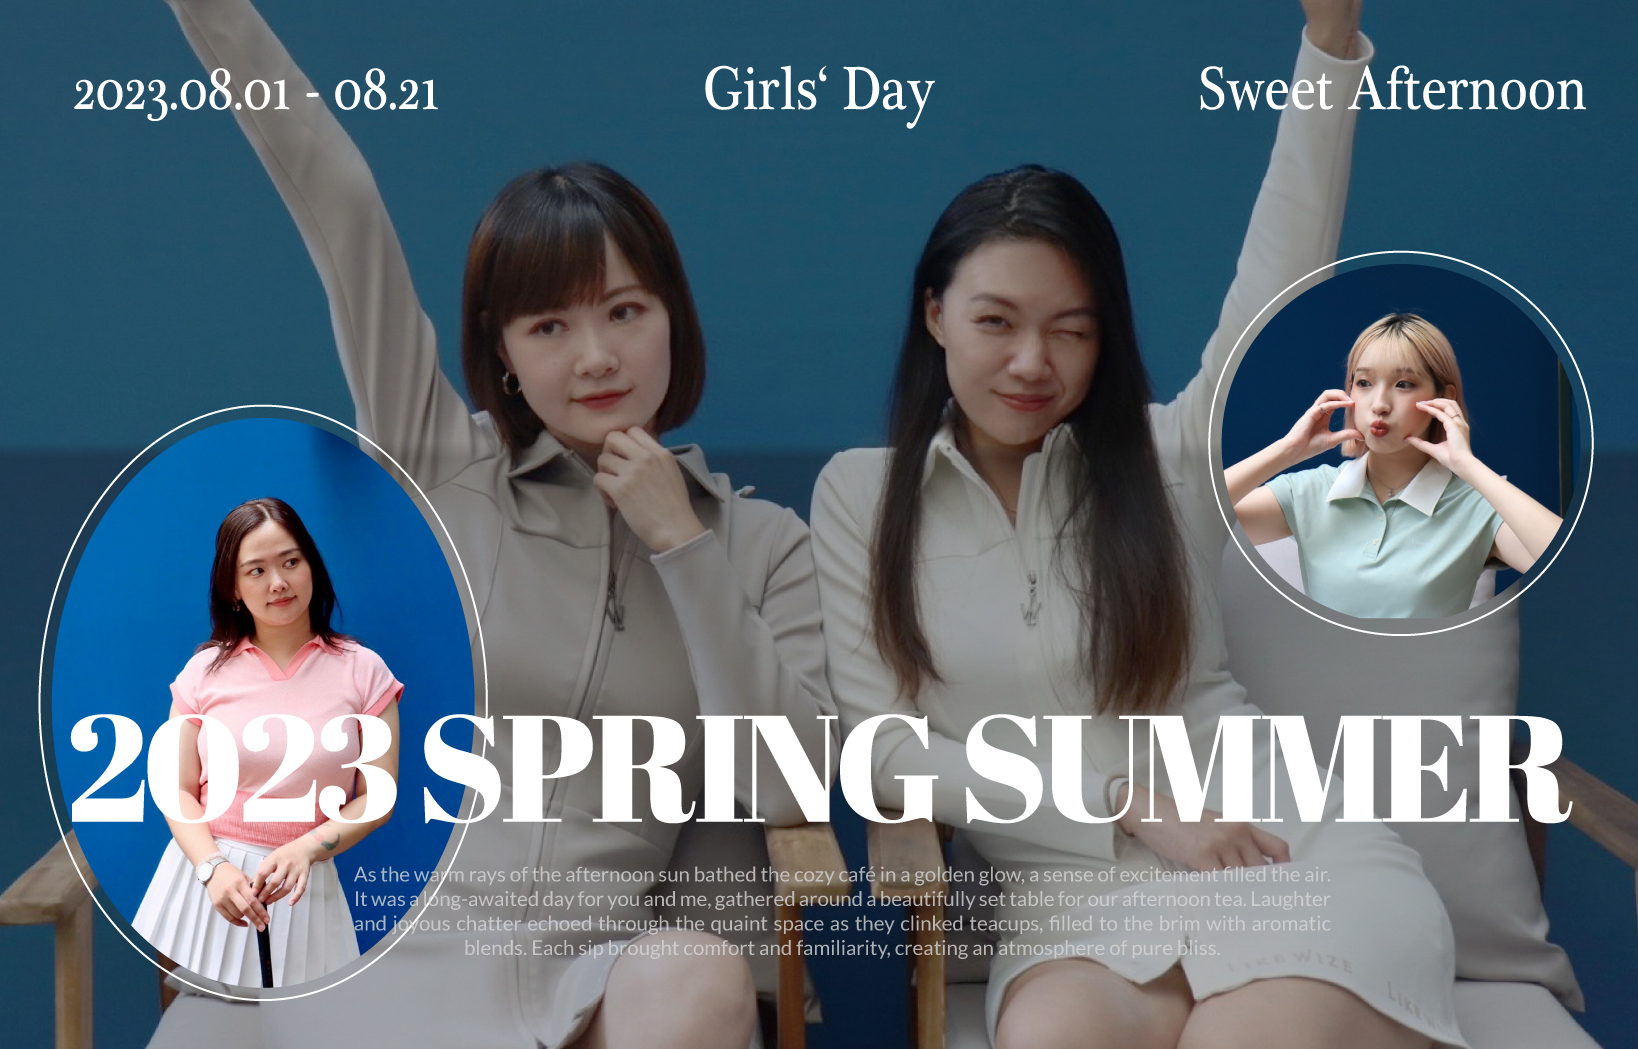 2023.08.01 - 08.21
Girls‘ Day
Sweet Afternoon
2023 SPRING SUMMER
As the warm rays of the afternoon sun bathed the cozy café in a golden glow, a sense of excitement filled the air.
It was a long-awaited day for you and me, gathered around a beautifully set table for our afternoon tea. Laughter
and joyous chatter echoed through the quaint space as they clinked teacups, filled to the brim with aromatic
blends. Each sip brought comfort and familiarity, creating an atmosphere of pure bliss.
LIKEWIZE